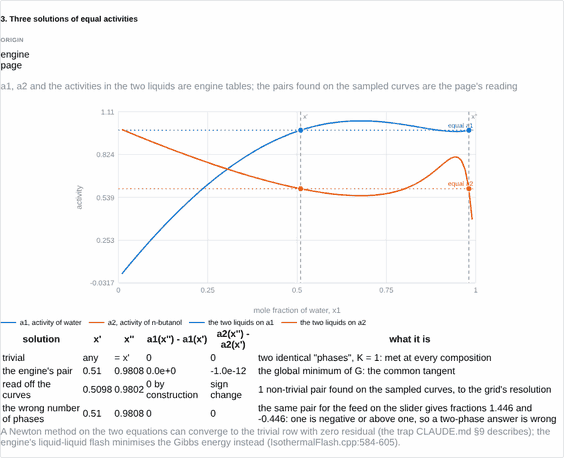 3. Three solutions of equal activities
ORIGIN
engine
page
a1, a2 and the activities in the two liquids are engine tables; the pairs found on the sampled curves are the page's reading
1.11
0.824
0.539
0.253
-0.0317
activity
x'
x"
equal a1
equal a2
0
0.25
0.5
0.75
1
mole fraction of water, x1
a1, activity of water
a2, activity of n-butanol
the two liquids on a1
the two liquids on a2
solution x' x'' a1(x'') - a1(x') a2(x'') - a2(x') what it is
trivial any = x' 0 0 two identical "phases", K = 1: met at every composition
the engine's pair 0.51 0.9808 0.0e+0 -1.0e-12 the global minimum of G: the common tangent
read off the curves 0.5098 0.9802 0 by construction sign change 1 non-trivial pair found on the sampled curves, to the grid's resolution
the wrong number of phases 0.51 0.9808 the same pair for the feed on the slider gives fractions 1.446 and
-0.446: one is negative or above one, so a two-phase answer is wrong
A Newton method on the two equations can converge to the trivial row with zero residual (the trap CLAUDE.md §9 describes); the
engine's liquid-liquid flash minimises the Gibbs energy instead (IsothermalFlash.cpp:584-605).